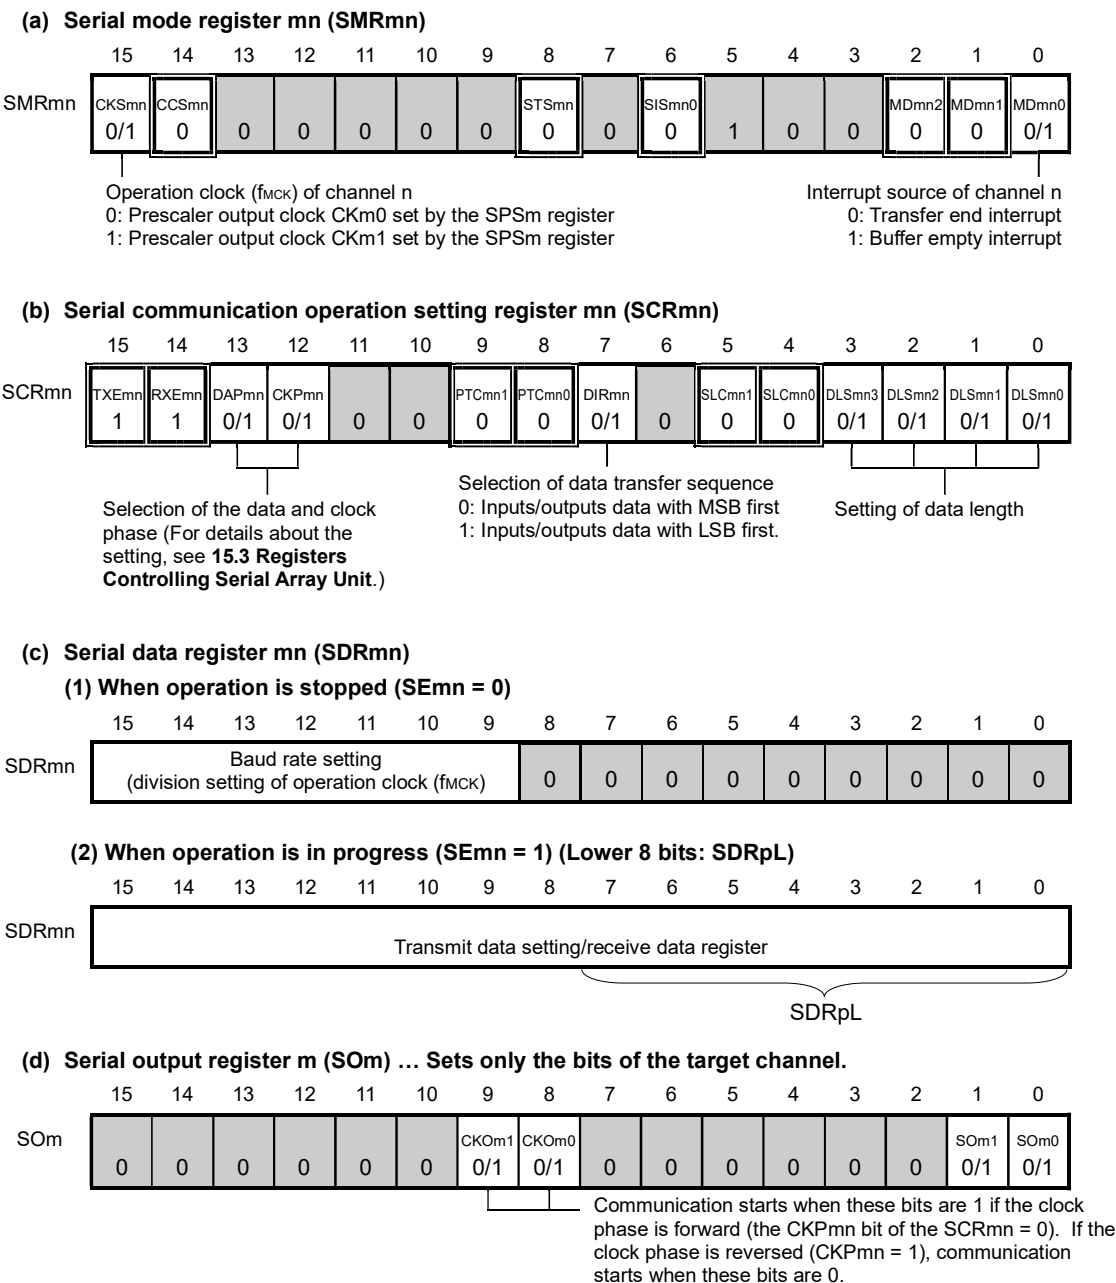 (a) Serial mode register mn (SMRmn)
15 14 13 12 11 10 9 8 7 6 5 4 3 2 1 0
SMRmn
CKSmn CCSmn STSmn SISmn0 MDmn2 MDmn1 MDmn0
0/1 0 0 0 0 0 0 0 0 0 1 0 0 0 0 0/1
Operation clock (fMCK) of channel n
0: Prescaler output clock CKm0 set by the SPSm register
1: Prescaler output clock CKm1 set by the SPSm register
Interrupt source of channel n
0: Transfer end interrupt
1: Buffer empty interrupt
(b) Serial communication operation setting register mn (SCRmn)
15 14 13 12 11 10 9 8 7 6 5 4 3 2 1 0
SCRmn
TXEmn RXEmn DAPmn CKPmn PTCmn1 PTCmn0 DIRmn SLCmn1 SLCmn0 DLSmn3 DLSmn2 DLSmn1 DLSmn0
1 1 0/1 0/1 0 0 0 0 0/1 0 0 0 0/1 0/1 0/1 0/1
Selection of the data and clock
phase (For details about the
setting, see 15.3 Registers
Controlling Serial Array Unit.)
Selection of data transfer sequence
0: Inputs/outputs data with MSB first
1: Inputs/outputs data with LSB first.
Setting of data length
(c) Serial data register mn (SDRmn)
(1) When operation is stopped (SEmn = 0)
15 14 13 12 11 10 9 8 7 6 5 4 3 2 1 0
SDRmn
Baud rate setting
(division setting of operation clock (fMCK)
0 0 0 0 0 0 0 0 0
(2) When operation is in progress (SEmn = 1) (Lower 8 bits: SDRpL)
15 14 13 12 11 10 9 8 7 6 5 4 3 2 1 0
SDRmn
Transmit data setting/receive data register
SDRpL
(d) Serial output register m (SOm) … Sets only the bits of the target channel.
15 14 13 12 11 10 9 8 7 6 5 4 3 2 1 0
SOm
CKOm1 CKOm0 SOm1 SOm0
0 0 0 0 0 0 0/1 0/1 0 0 0 0 0 0 0/1 0/1
Communication starts when these bits are 1 if the clock
phase is forward (the CKPmn bit of the SCRmn = 0). If the
clock phase is reversed (CKPmn = 1), communication
starts when these bits are 0.